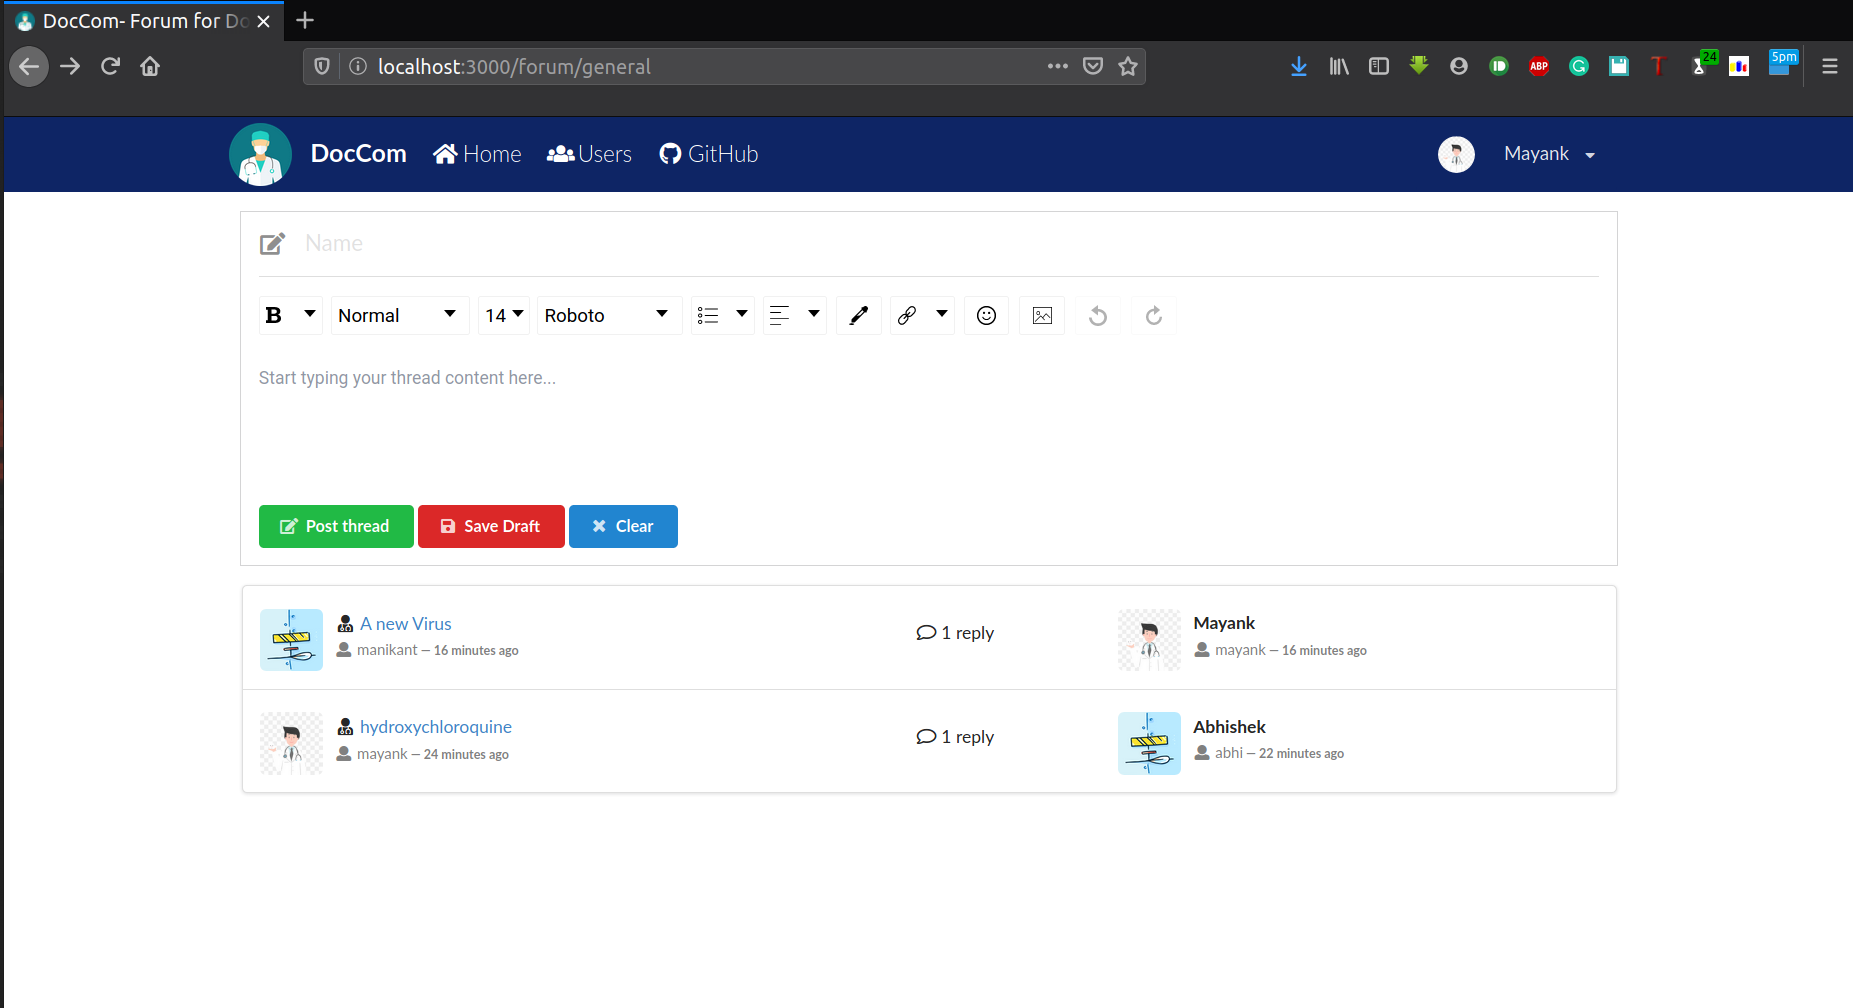 DocCom- Forum for Do
localhost:3000/forum/general
ABP
24
5pm
DocCom Home Users GitHub Mayank
Name
B Normal 14 Roboto
Start typing your thread content here...
Post thread Save Draft Clear
A new Virus
manikant – 16 minutes ago
1 reply
Mayank
mayank – 16 minutes ago
hydroxychloroquine
mayank – 24 minutes ago
1 reply
Abhishek
abhi – 22 minutes ago